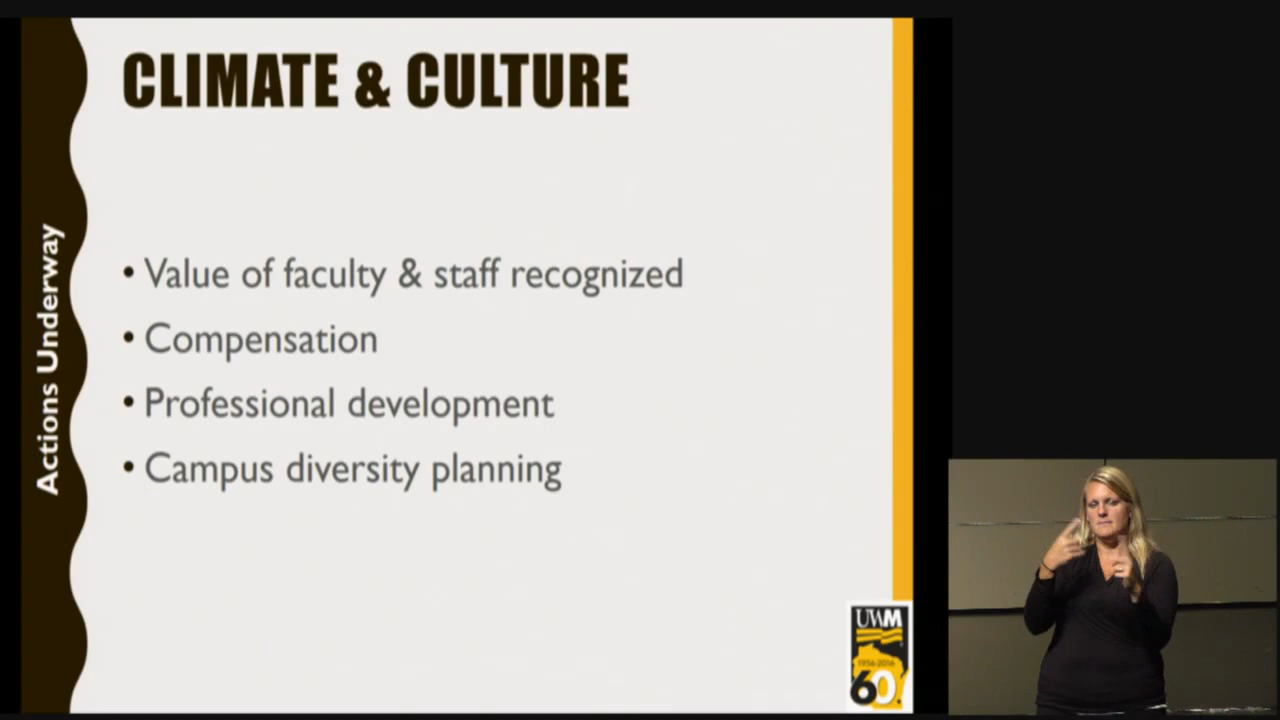 CLIMATE & CULTURE
Actions Underway
• Value of faculty & staff recognized
• Compensation
• Professional development
• Campus diversity planning
UWM
1956-2016
60